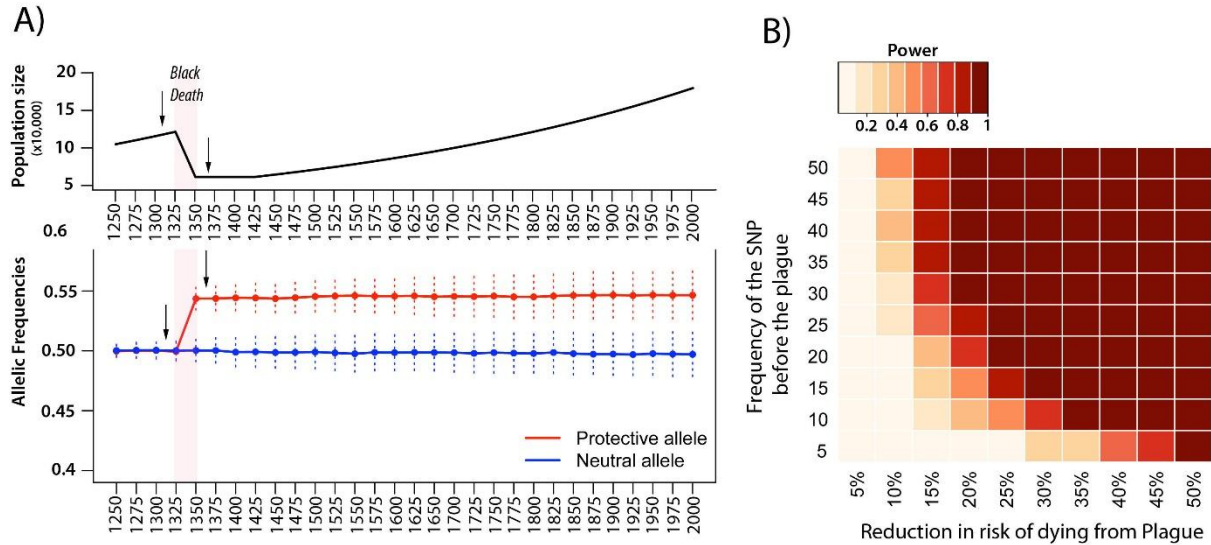 A)
Black
Death
Population size
(x10,000)
20
15
10
5
1250 1275 1300 1325 1350 1375 1400 1425 1450 1475 1500 1525 1550 1575 1600 1625 1650 1675 1700 1725 1750 1775 1800 1825 1850 1875 1900 1925 1950 1975 2000
Allelic Frequencies
0.6
0.55
0.50
0.45
0.4
Protective allele
Neutral allele
1250 1275 1300 1325 1350 1375 1400 1425 1450 1475 1500 1525 1550 1575 1600 1625 1650 1675 1700 1725 1750 1775 1800 1825 1850 1875 1900 1925 1950 1975 2000
B)
Power
0.2 0.4 0.6 0.8 1
Frequency of the SNP
before the plague
50
45
40
35
30
25
20
15
10
5
5% 10% 15% 20% 25% 30% 35% 40% 45% 50%
Reduction in risk of dying from Plague